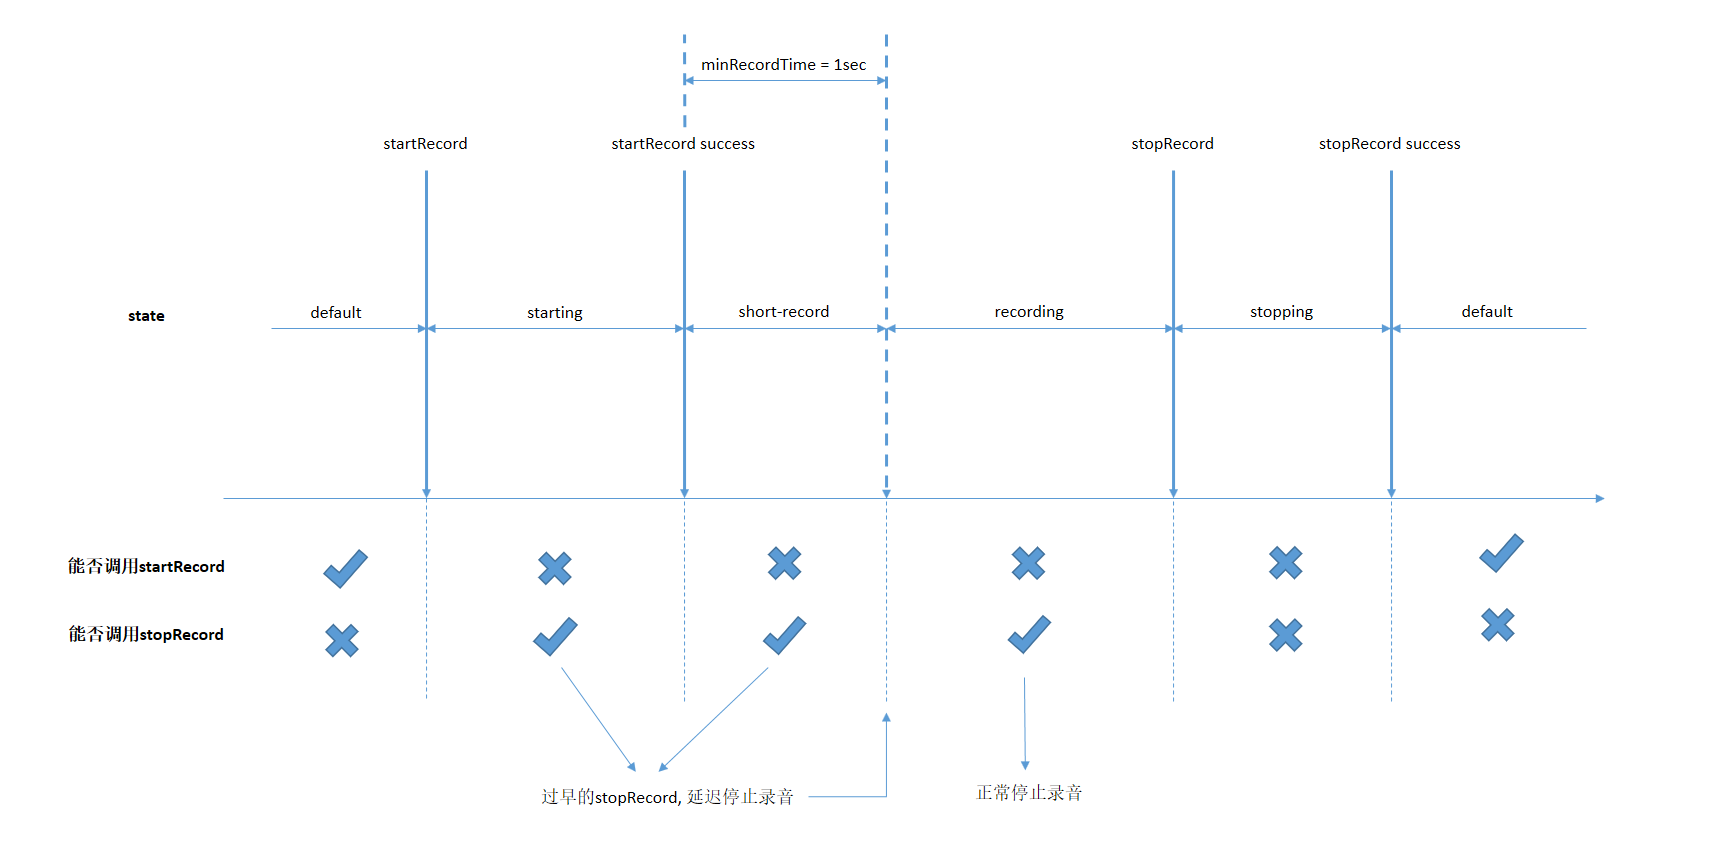 minRecordTime = 1sec
startRecord
startRecord success
stopRecord
stopRecord success
state
default
starting
short-record
recording
stopping
default
能否调用startRecord
能否调用stopRecord
过早的stopRecord, 延迟停止录音
正常停止录音